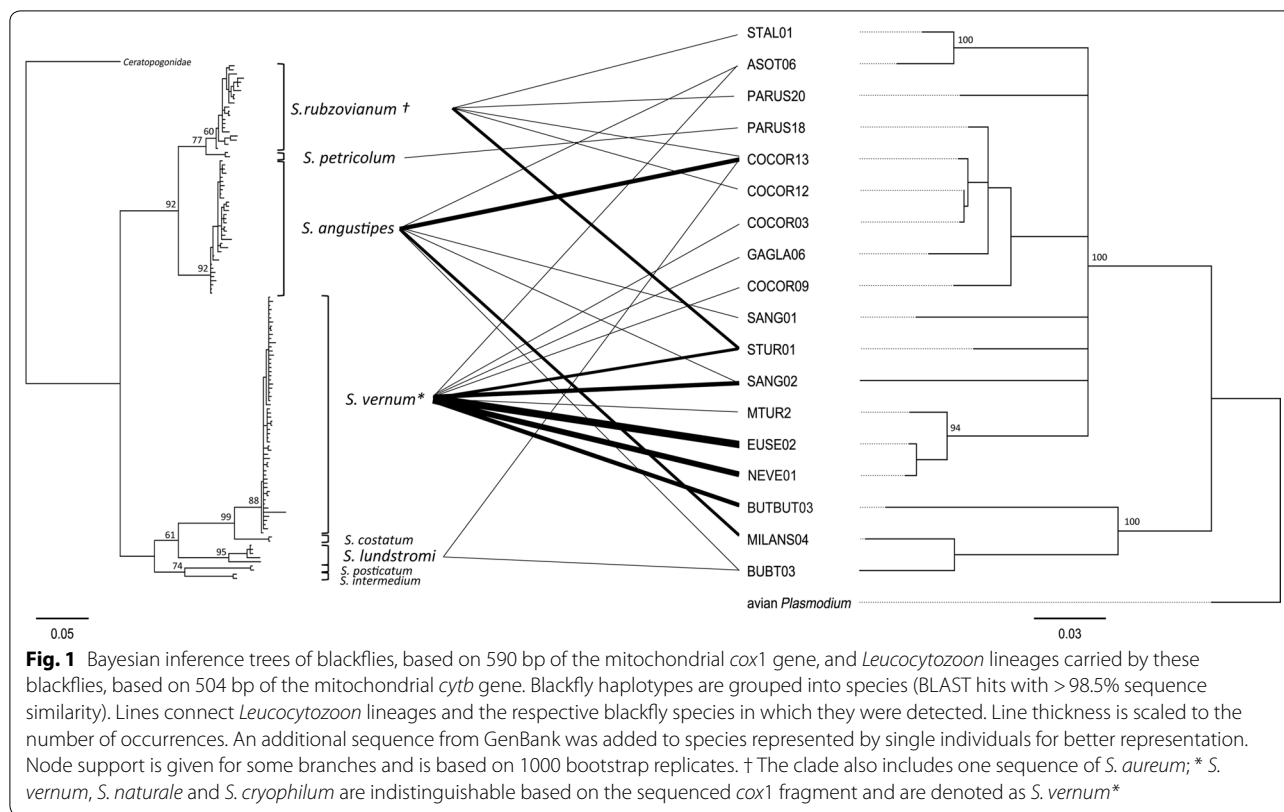 Ceratopogonidae
60
77
S.rubzovianum †
S. petricolum
92
S. angustipes
92
S. vernum*
88
99
S. costatum
61
95
S. lundstromi
S. posticatum
74
S. intermedium
0.05
STAL01
100
ASOT06
PARUS20
PARUS18
COCOR13
COCOR12
COCOR03
GAGLA06
100
COCOR09
SANG01
STUR01
SANG02
MTUR2
94
EUSE02
NEVE01
BUTBUT03
100
MILANS04
BUBT03
avian Plasmodium
0.03
Fig. 1 Bayesian inference trees of blackflies, based on 590 bp of the mitochondrial cox1 gene, and Leucocytozoon lineages carried by these
blackflies, based on 504 bp of the mitochondrial cytb gene. Blackfly haplotypes are grouped into species (BLAST hits with > 98.5% sequence
similarity). Lines connect Leucocytozoon lineages and the respective blackfly species in which they were detected. Line thickness is scaled to the
number of occurrences. An additional sequence from GenBank was added to species represented by single individuals for better representation.
Node support is given for some branches and is based on 1000 bootstrap replicates. † The clade also includes one sequence of S. aureum; * S.
vernum, S. naturale and S. cryophilum are indistinguishable based on the sequenced cox1 fragment and are denoted as S. vernum*